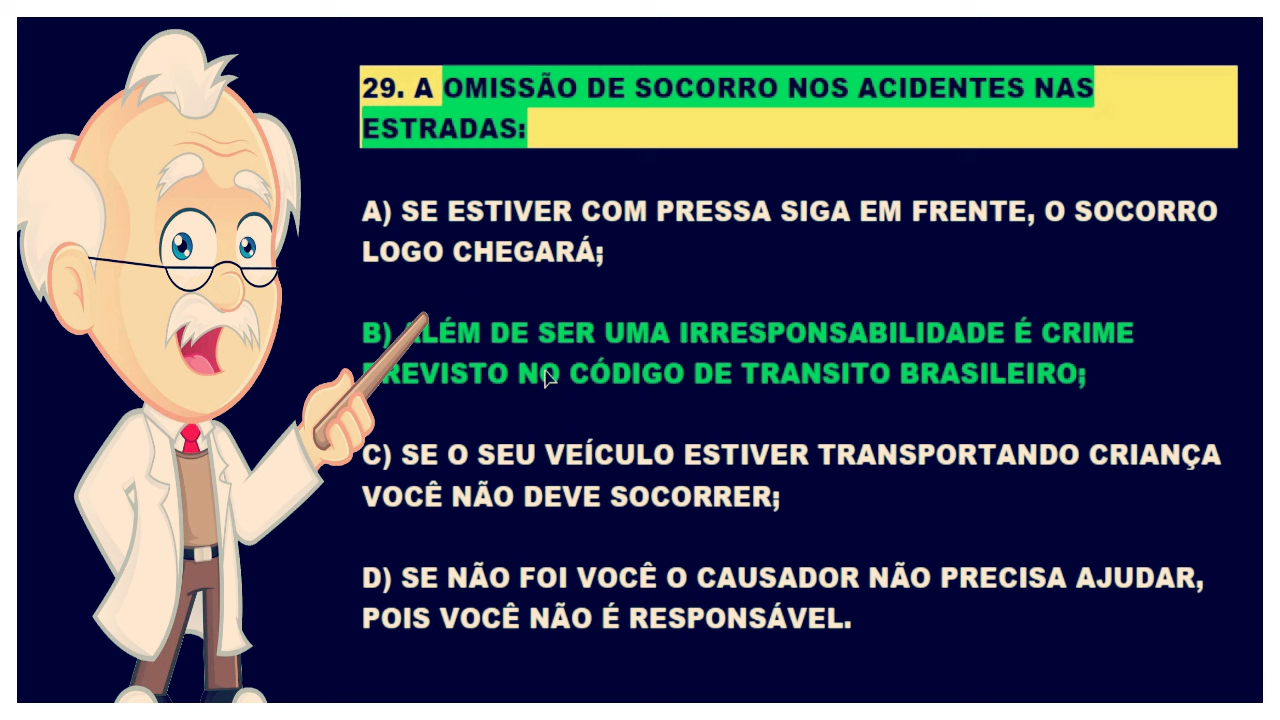 29. A OMISSÃO DE SOCORRO NOS ACIDENTES NAS
ESTRADAS:
A) SE ESTIVER COM PRESSA SIGA EM FRENTE, O SOCORRO
LOGO CHEGARÁ;
B) ALÉM DE SER UMA IRRESPONSABILIDADE É CRIME
PREVISTO NO CÓDIGO DE TRANSITO BRASILEIRO;
C) SE O SEU VEÍCULO ESTIVER TRANSPORTANDO CRIANÇA
VOCÊ NÃO DEVE SOCORRER;
D) SE NÃO FOI VOCÊ O CAUSADOR NÃO PRECISA AJUDAR,
POIS VOCÊ NÃO É RESPONSÁVEL.